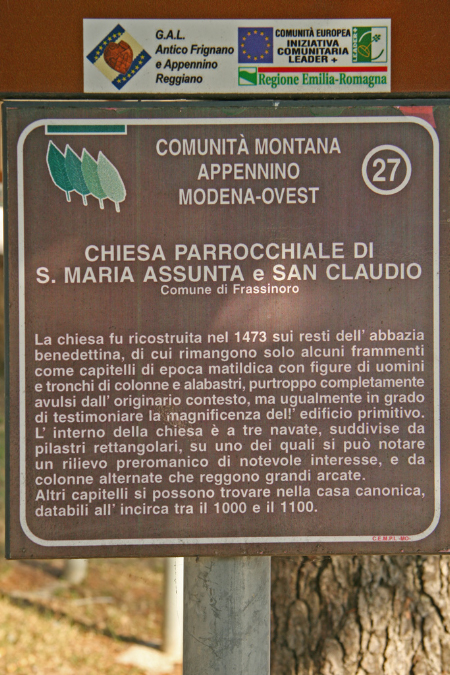 G.A.L.
Antico Frignano
e Appennino
Reggiano
COMUNITÀ EUROPEA
INIZIATIVA
COMUNITARIA
LEADER +
LEADER+
Regione Emilia-Romagna
COMUNITÀ MONTANA
APPENNINO
MODENA-OVEST
27
CHIESA PARROCCHIALE DI
S. MARIA ASSUNTA e SAN CLAUDIO
Comune di Frassinoro
La chiesa fu ricostruita nel 1473 sui resti dell' abbazia
benedettina, di cui rimangono solo alcuni frammenti
come capitelli di epoca matildica con figure di uomini
e tronchi di colonne e alabastri, purtroppo completamente
avulsi dall' originario contesto, ma ugualmente in grado
di testimoniare la magnificenza dell' edificio primitivo.
L' interno della chiesa è a tre navate, suddivise da
pilastri rettangolari, su uno dei quali si può notare
un rilievo preromanico di notevole interesse, e da
colonne alternate che reggono grandi arcate.
Altri capitelli si possono trovare nella casa canonica,
databili all' incirca tra il 1000 e il 1100.
C.E.M.P.I. -MO-